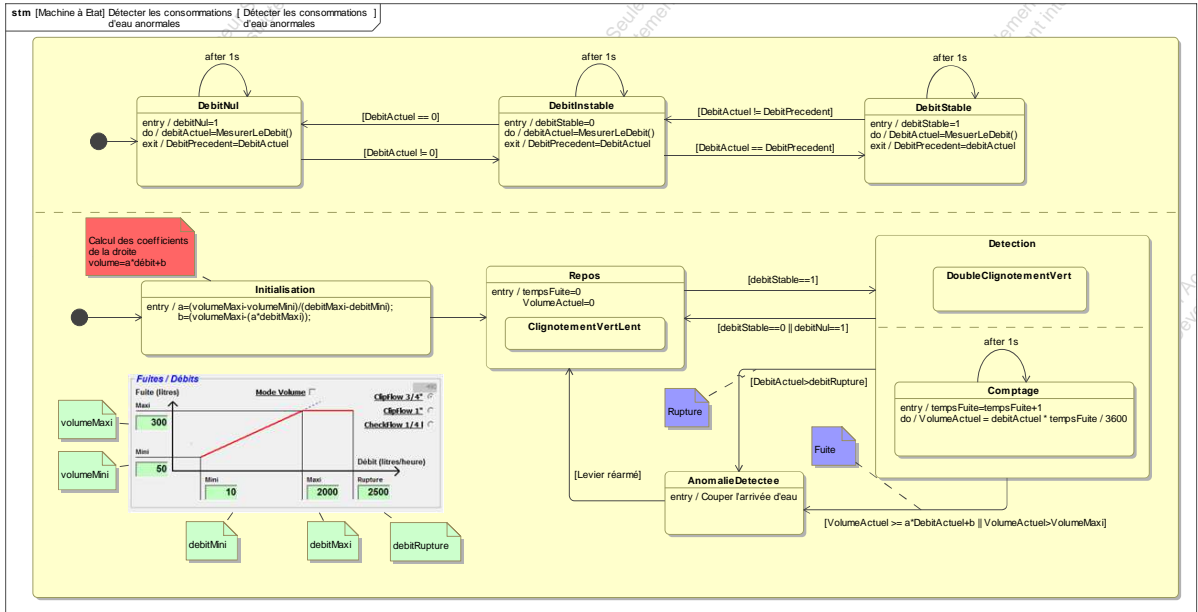 stm [Machine à Etat] Détecter les consommations d'eau anormales [ Détecter les consommations d'eau anormales ]
after 1s
after 1s
after 1s
DebitNul
entry / debitNul=1
do / debitActuel=MesurerLeDebit()
exit / DebitPrecedent=DebitActuel
[DebitActuel == 0]
[DebitActuel != 0]
DebitInstable
entry / debitStable=0
do / debitActuel=MesurerLeDebit()
exit / DebitPrecedent=DebitActuel
[DebitActuel != DebitPrecedent]
[DebitActuel == DebitPrecedent]
DebitStable
entry / debitStable=1
do / DebitActuel=MesurerLeDebit()
exit / DebitPrecedent=debitActuel
Calcul des coefficients
de la droite
volume=a*débit+b
Initialisation
entry / a=(volumeMaxi-volumeMini)/(debitMaxi-debitMini);
b=(volumeMaxi-(a*debitMaxi));
Repos
entry / tempsFuite=0
VolumeActuel=0
ClignotementVertLent
[debitStable==1]
[debitStable==0 || debitNul==1]
Detection
DoubleClignotementVert
after 1s
Comptage
entry / tempsFuite=tempsFuite+1
do / VolumeActuel = debitActuel * tempsFuite / 3600
[DebitActuel>debitRupture]
Rupture
Fuite
[Levier réarmé]
AnomalieDetectee
entry / Couper l'arrivée d'eau
[VolumeActuel >= a*DebitActuel+b || VolumeActuel>VolumeMaxi]
Fuites / Débits
Fuite (litres)
Mode Volume
ClipFlow 3/4"
ClipFlow 1"
CheckFlow 1/4 l
Maxi
300
Mini
50
Débit (litres/heure)
Mini
10
Maxi
2000
Rupture
2500
volumeMaxi
volumeMini
debitMini
debitMaxi
debitRupture